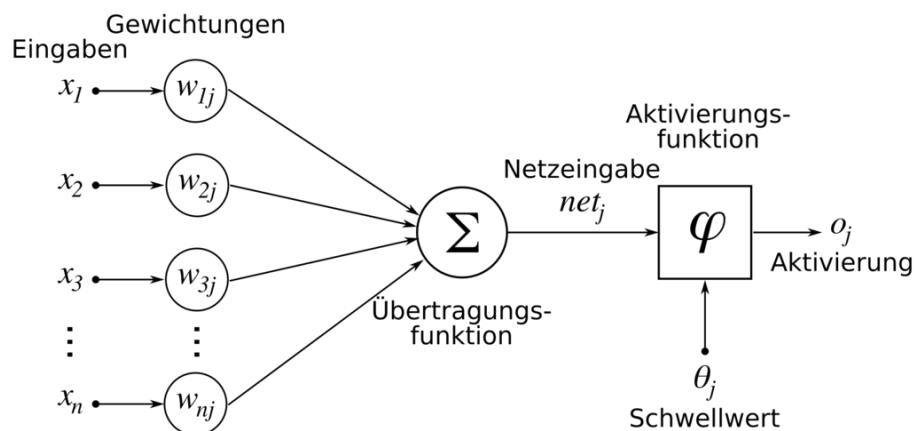 Gewichtungen
Eingaben
x1 w1j
x2 w2j
x3 w3j
xn wnj
Σ
Übertragungs-
funktion
Netzeingabe
netj
Aktivierungs-
funktion
φ
oj
Aktivierung
θj
Schwellwert